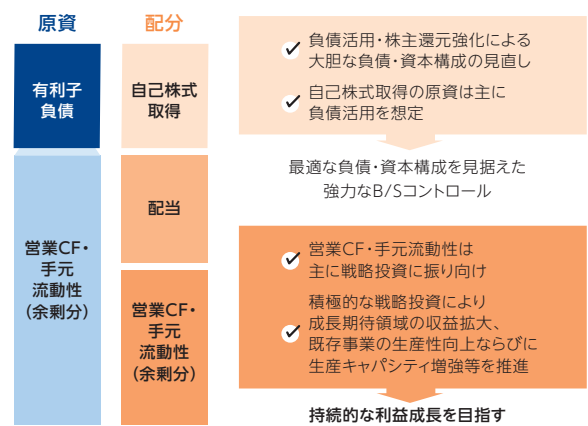 原資
配分
有利子
負債
自己株式
取得
負債活用・株主還元強化による
大胆な負債・資本構成の見直し
自己株式取得の原資は主に
負債活用を想定
最適な負債・資本構成を見据えた
強力なB/Sコントロール
配当
営業CF・
手元
流動性
(余剰分)
営業CF・
手元
流動性
(余剰分)
営業CF・手元流動性は
主に戦略投資に振り向け
積極的な戦略投資により
成長期待領域の収益拡大、
既存事業の生産性向上ならびに
生産キャパシティ増強等を推進
持続的な利益成長を目指す